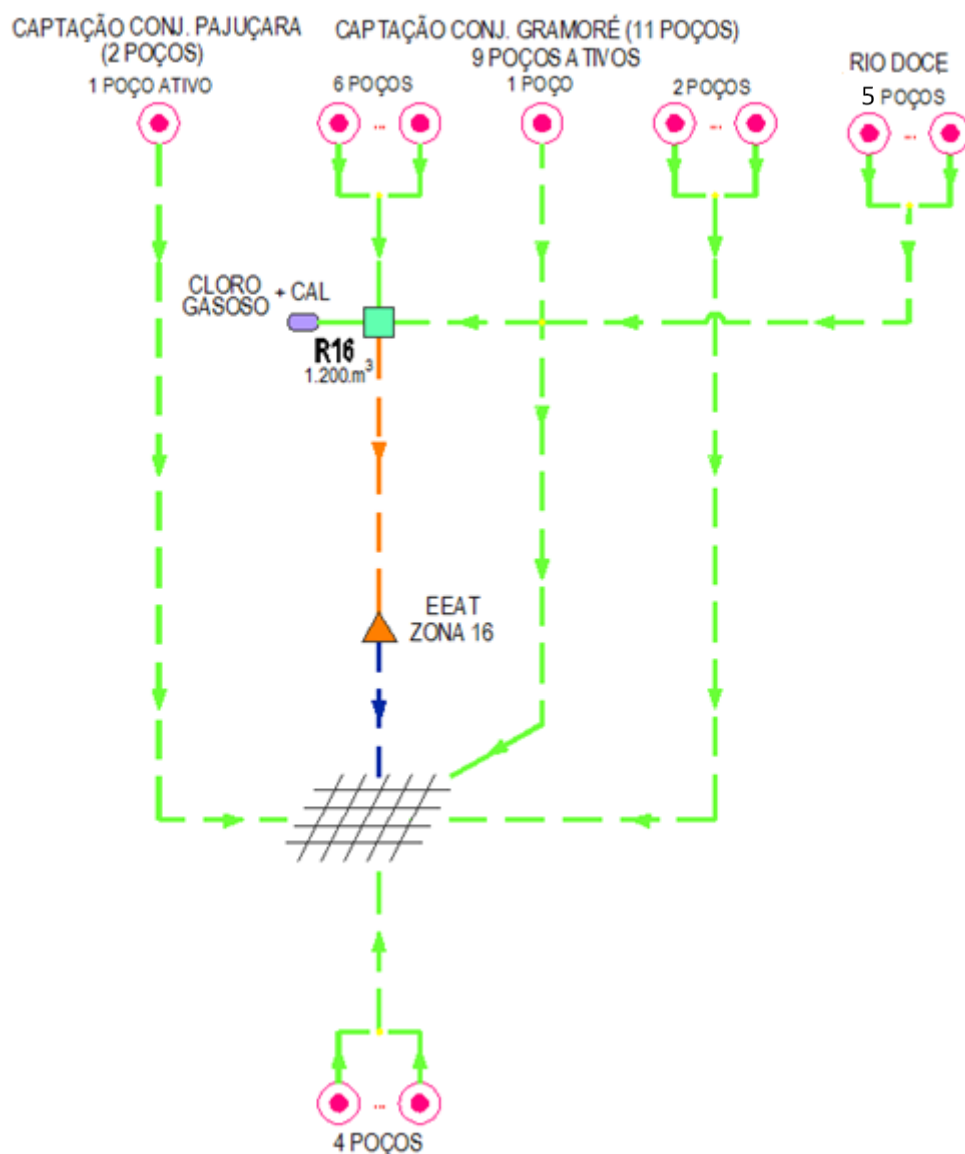 CAPTAÇÃO CONJ. PAJUÇARA
(2 POÇOS)
1 POÇO ATIVO
CAPTAÇÃO CONJ. GRAMORÉ (11 POÇOS)
9 POÇOS ATIVOS
6 POÇOS
1 POÇO
2 POÇOS
RIO DOCE
5 POÇOS
...
...
...
CLORO
GASOSO + CAL
R16
1.200.m³
EEAT
ZONA 16
...
4 POÇOS